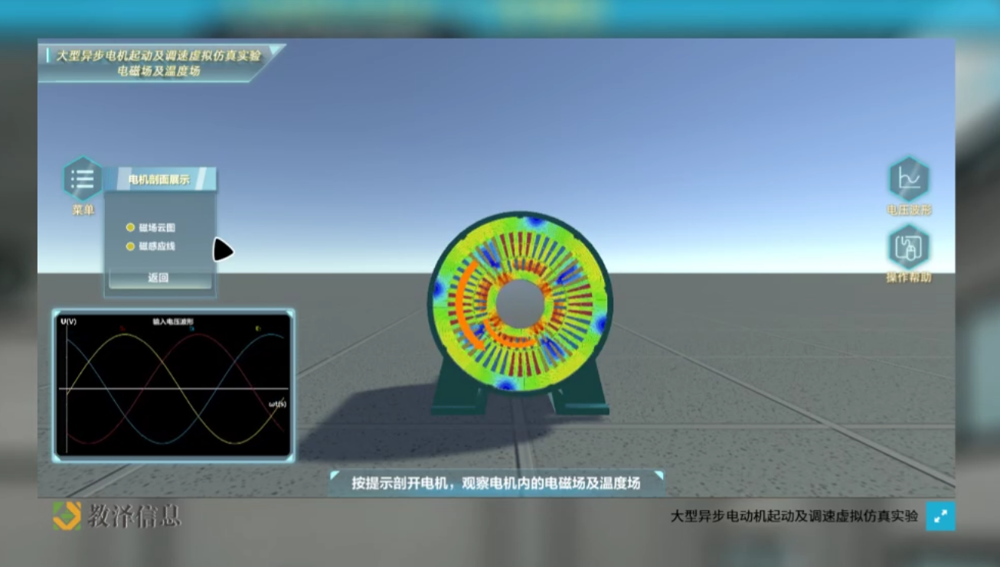 大型异步电机起动及调速虚拟仿真实验
电磁场及温度场
菜单
电机剖面展示
磁场云图
磁感应线
返回
电压波形
操作帮助
U(V)
输入电压波形
ωt(s)
按提示剖开电机，观察电机内的电磁场及温度场
教泽信息
大型异步电动机起动及调速虚拟仿真实验